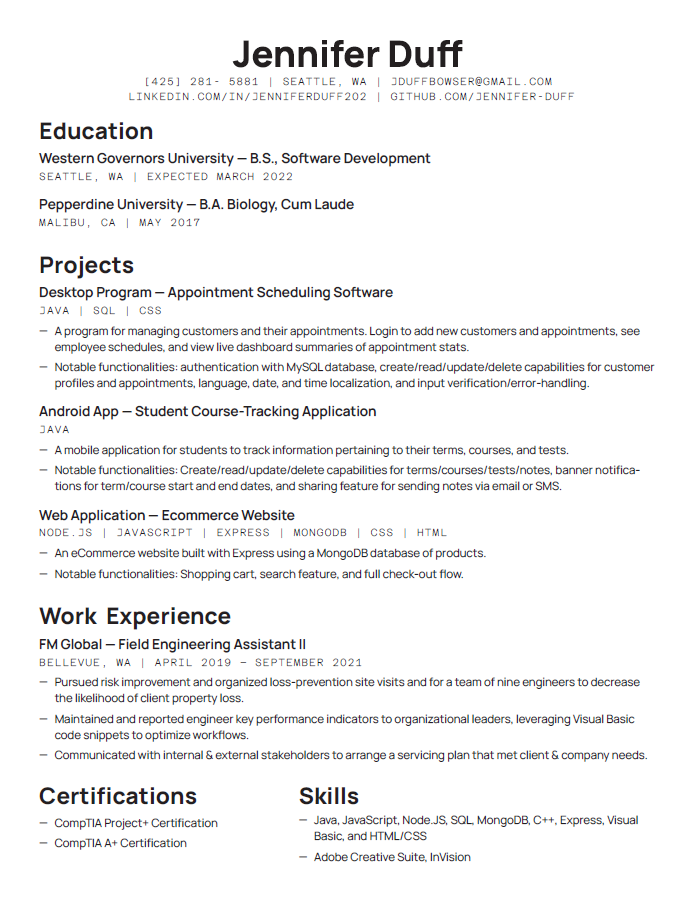 Jennifer Duff
[425] 281- 5881 | SEATTLE, WA | JDUFFBOWSER@GMAIL.COM
LINKEDIN.COM/IN/JENNIFERDUFF202 | GITHUB.COM/JENNIFER-DUFF
Education
Western Governors University — B.S., Software Development
SEATTLE, WA | EXPECTED MARCH 2022
Pepperdine University — B.A. Biology, Cum Laude
MALIBU, CA | MAY 2017
Projects
Desktop Program — Appointment Scheduling Software
JAVA | SQL | CSS
— A program for managing customers and their appointments. Login to add new customers and appointments, see
employee schedules, and view live dashboard summaries of appointment stats.
— Notable functionalities: authentication with MySQL database, create/read/update/delete capabilities for customer
profiles and appointments, language, date, and time localization, and input verification/error-handling.
Android App — Student Course-Tracking Application
JAVA
— A mobile application for students to track information pertaining to their terms, courses, and tests.
— Notable functionalities: Create/read/update/delete capabilities for terms/courses/tests/notes, banner notifica-
tions for term/course start and end dates, and sharing feature for sending notes via email or SMS.
Web Application — Ecommerce Website
NODE.JS | JAVASCRIPT | EXPRESS | MONGODB | CSS | HTML
— An eCommerce website built with Express using a MongoDB database of products.
— Notable functionalities: Shopping cart, search feature, and full check-out flow.
Work Experience
FM Global — Field Engineering Assistant II
BELLEVUE, WA | APRIL 2019 – SEPTEMBER 2021
— Pursued risk improvement and organized loss-prevention site visits and for a team of nine engineers to decrease
the likelihood of client property loss.
— Maintained and reported engineer key performance indicators to organizational leaders, leveraging Visual Basic
code snippets to optimize workflows.
— Communicated with internal & external stakeholders to arrange a servicing plan that met client & company needs.
Certifications
— CompTIA Project+ Certification
— CompTIA A+ Certification
Skills
— Java, JavaScript, Node.JS, SQL, MongoDB, C++, Express, Visual
Basic, and HTML/CSS
— Adobe Creative Suite, InVision